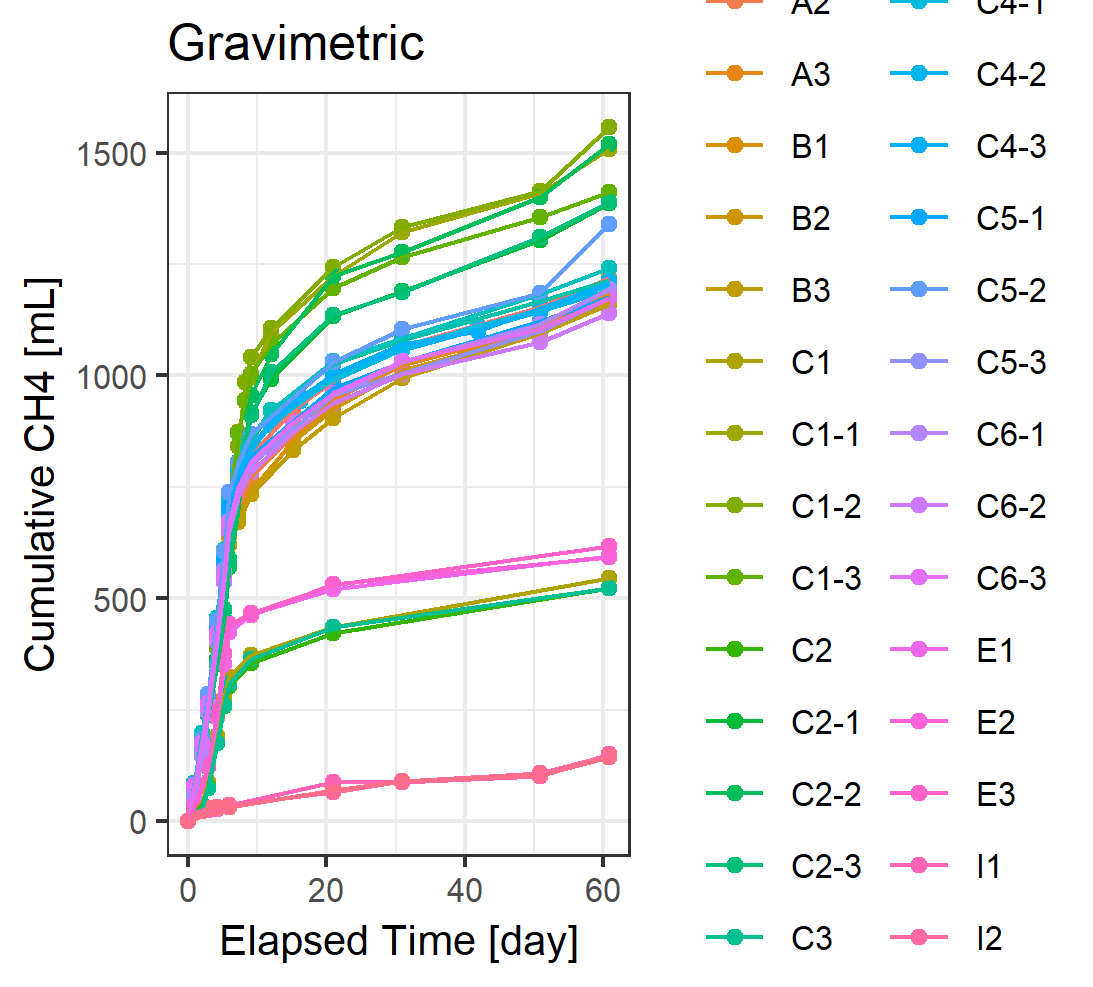 Gravimetric
1500
1000
500
0
0 20 40 60
Elapsed Time [day]
Cumulative CH4 [mL]
A2
A3
B1
B2
B3
C1
C1-1
C1-2
C1-3
C2
C2-1
C2-2
C2-3
C3
C4-1
C4-2
C4-3
C5-1
C5-2
C5-3
C6-1
C6-2
C6-3
E1
E2
E3
I1
I2